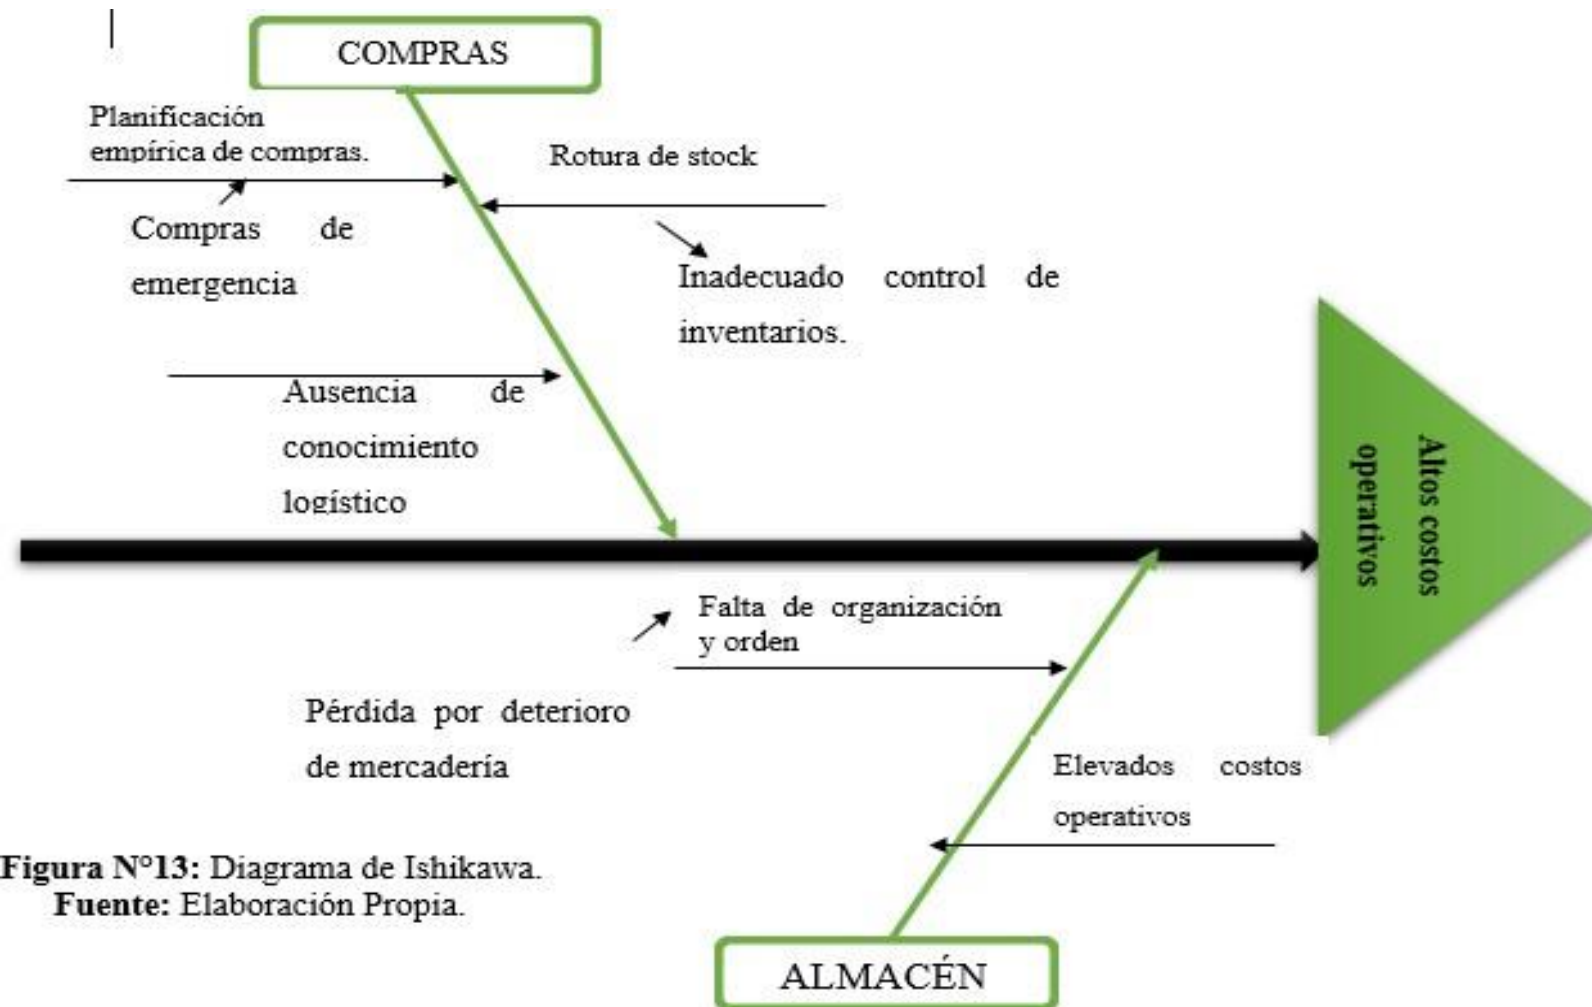 COMPRAS
Planificación
empírica de compras.
Rotura de stock
Compras de
emergencia
Inadecuado control de
inventarios.
Ausencia de
conocimiento
logístico
Altos costos
operativos
Falta de organización
y orden
Pérdida por deterioro
de mercadería
Elevados costos
operativos
Figura N°13: Diagrama de Ishikawa.
Fuente: Elaboración Propia.
ALMACÉN